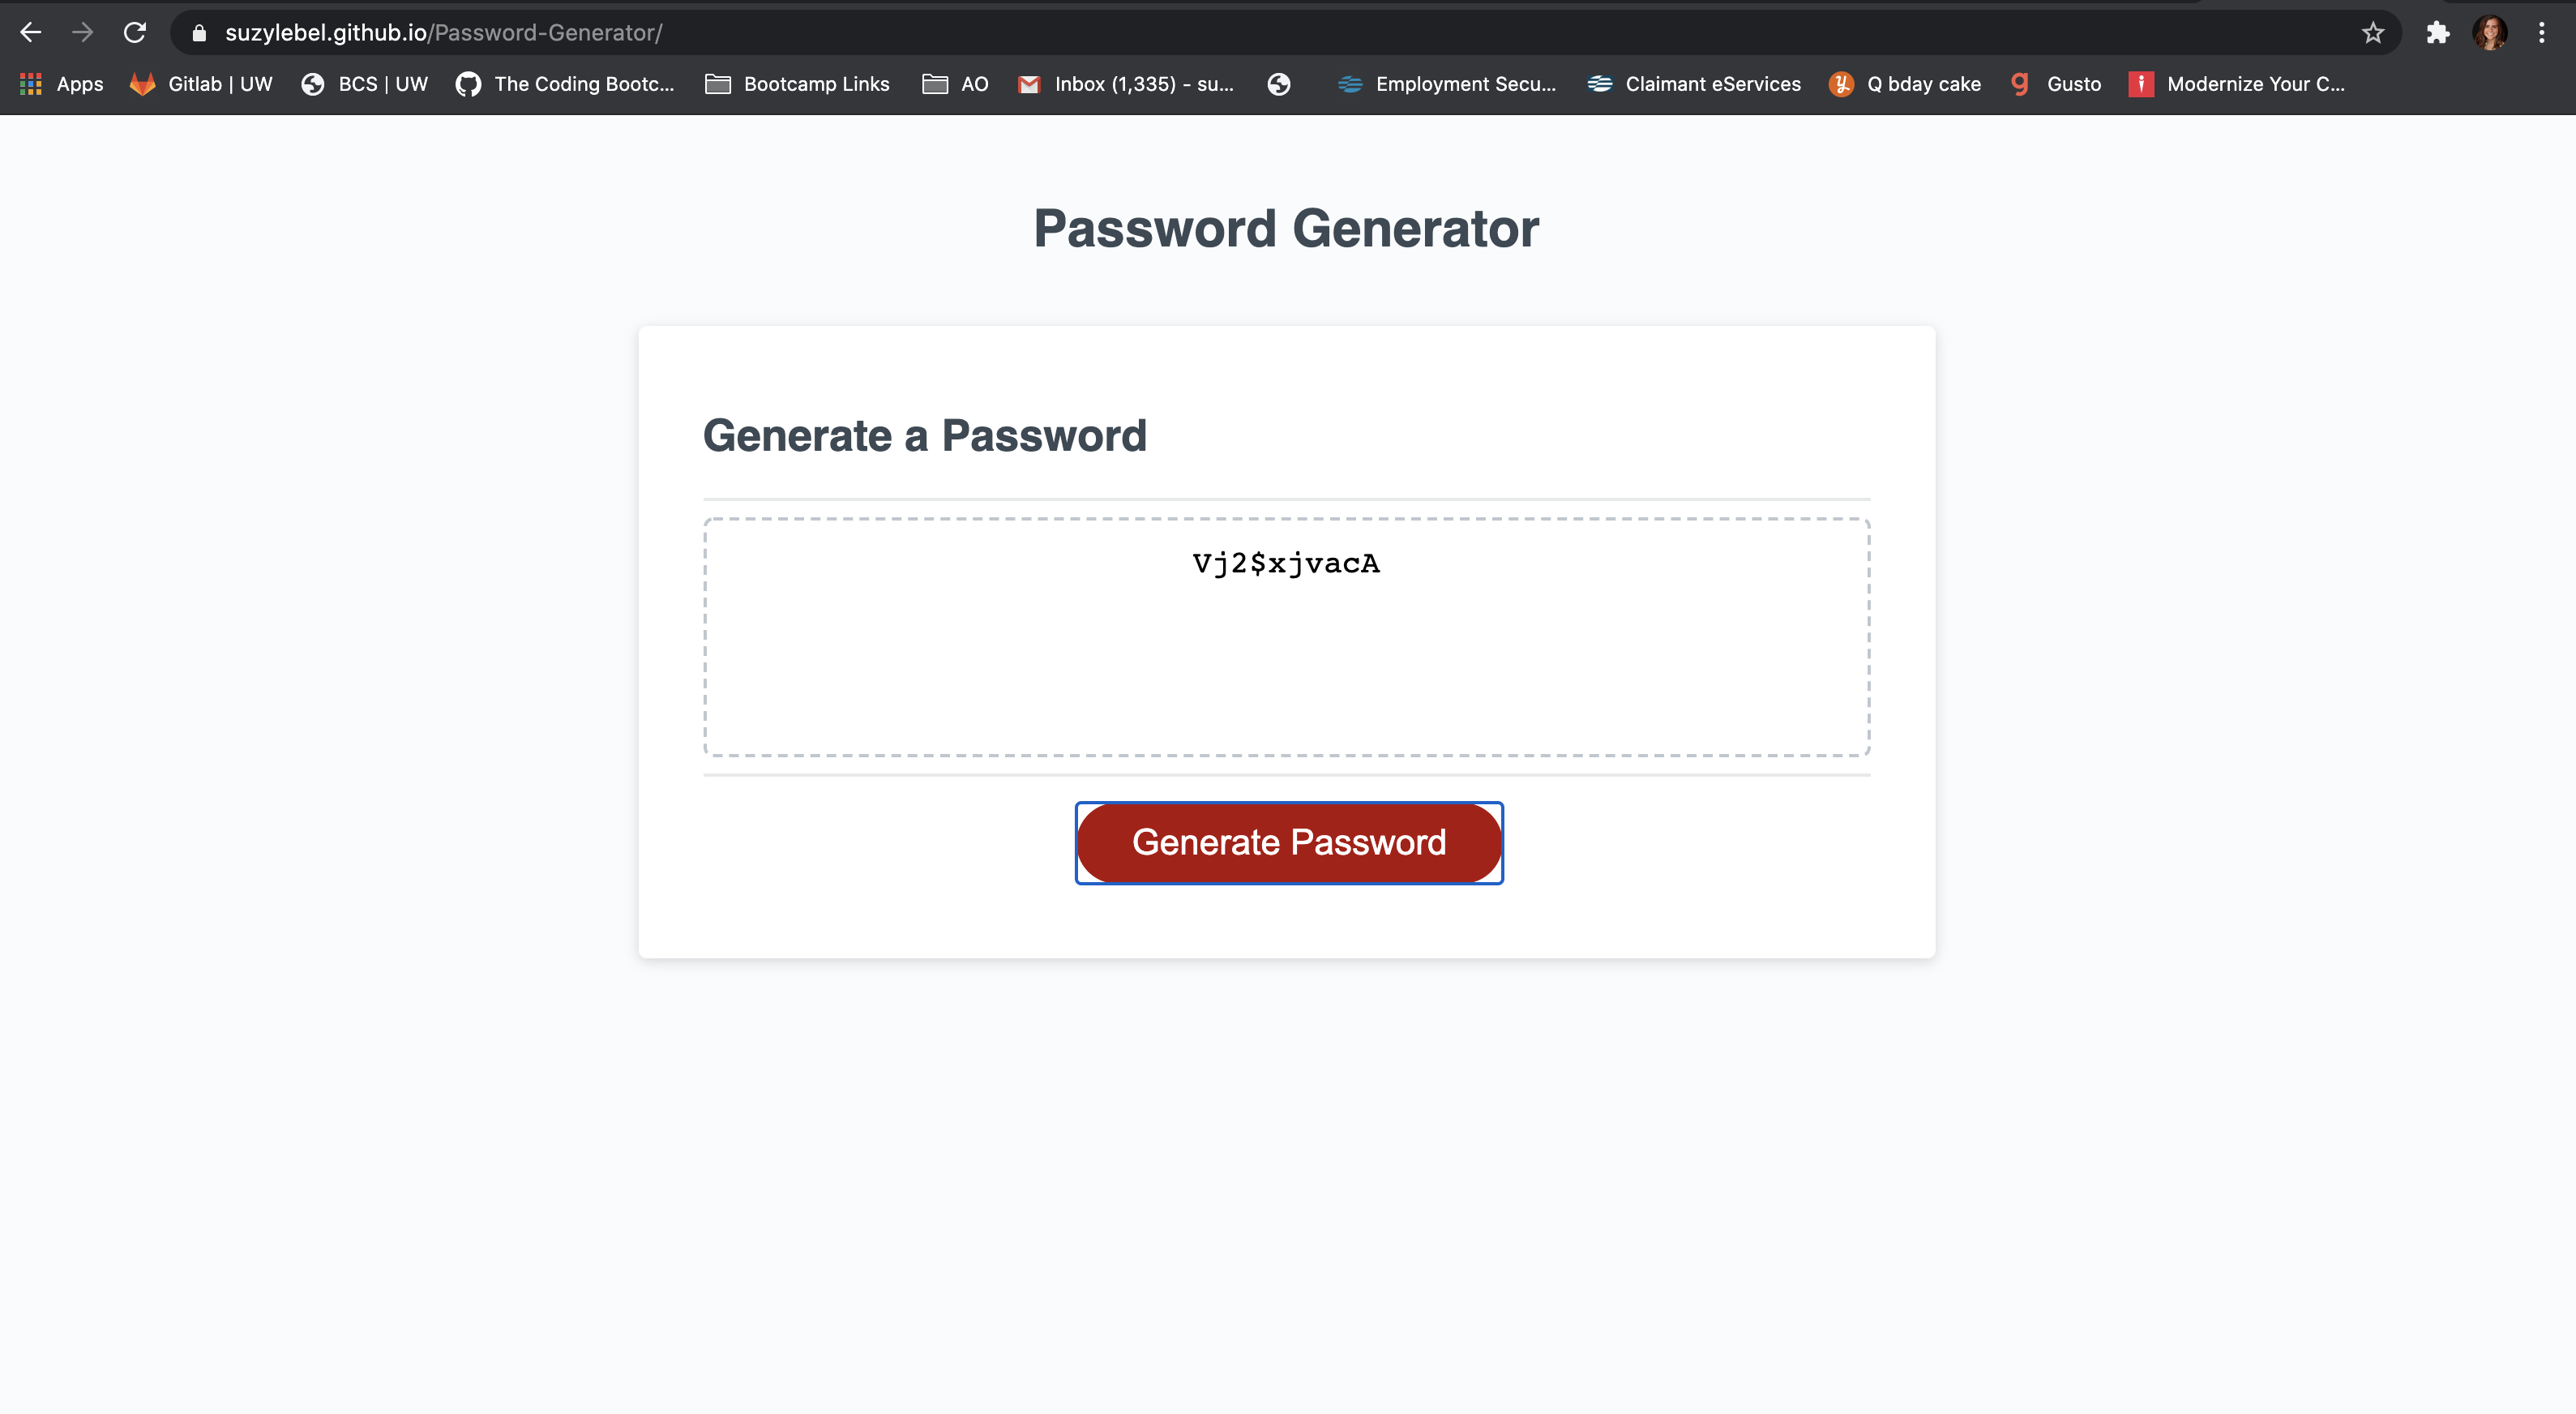 suzylebel.github.io/Password-Generator/
Apps Gitlab | UW BCS | UW The Coding Bootc... Bootcamp Links AO Inbox (1,335) - su... Employment Secu... Claimant eServices Q bday cake Gusto Modernize Your C...
Password Generator
Generate a Password
Vj2$xjvacA
Generate Password